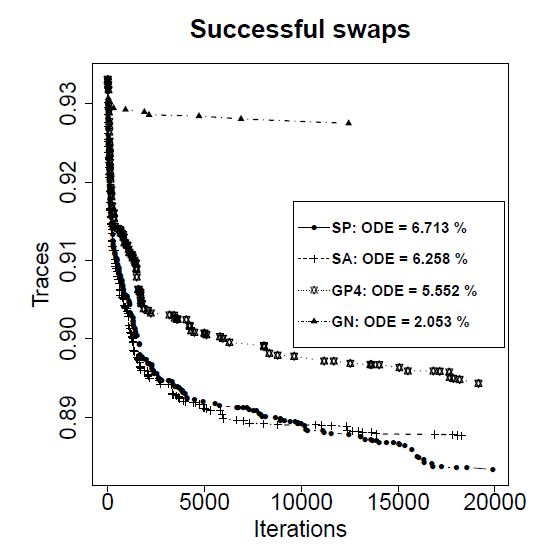 Successful swaps
Traces
0.93
0.92
0.91
0.90
0.89
SP: ODE = 6.713 %
SA: ODE = 6.258 %
GP4: ODE = 5.552 %
GN: ODE = 2.053 %
0 5000 10000 15000 20000
Iterations